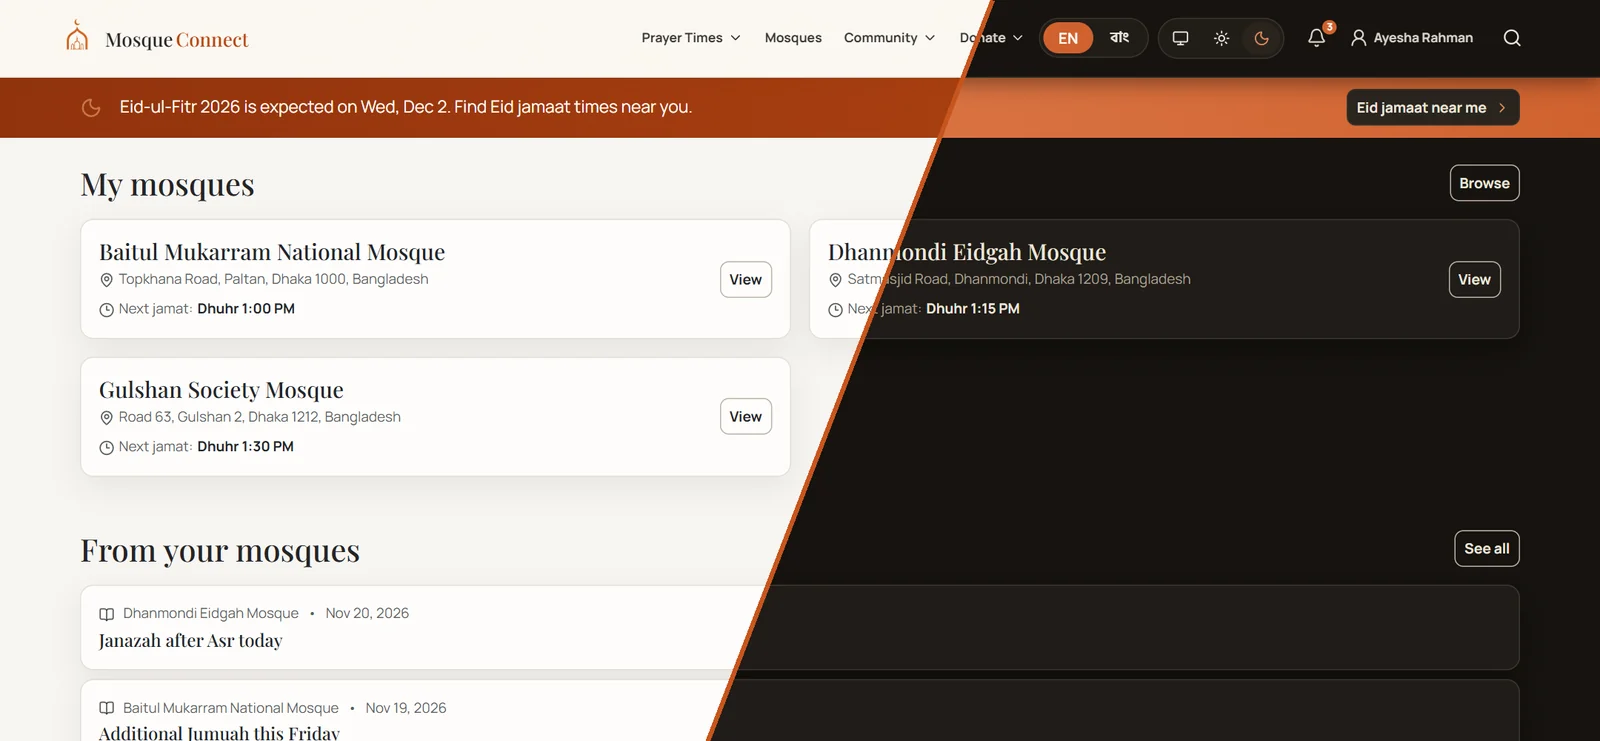 Mosque Connect
Prayer Times
Mosques
Community
Donate
EN
বাং
3
Ayesha Rahman
Eid-ul-Fitr 2026 is expected on Wed, Dec 2. Find Eid jamaat times near you.
Eid jamaat near me
My mosques
Browse
Baitul Mukarram National Mosque
Topkhana Road, Paltan, Dhaka 1000, Bangladesh
Next jamat: Dhuhr 1:00 PM
View
Dhanmondi Eidgah Mosque
Satmasjid Road, Dhanmondi, Dhaka 1209, Bangladesh
Next jamat: Dhuhr 1:15 PM
View
Gulshan Society Mosque
Road 63, Gulshan 2, Dhaka 1212, Bangladesh
Next jamat: Dhuhr 1:30 PM
View
From your mosques
See all
Dhanmondi Eidgah Mosque • Nov 20, 2026
Janazah after Asr today
Baitul Mukarram National Mosque • Nov 19, 2026
Additional Jumuah this Friday